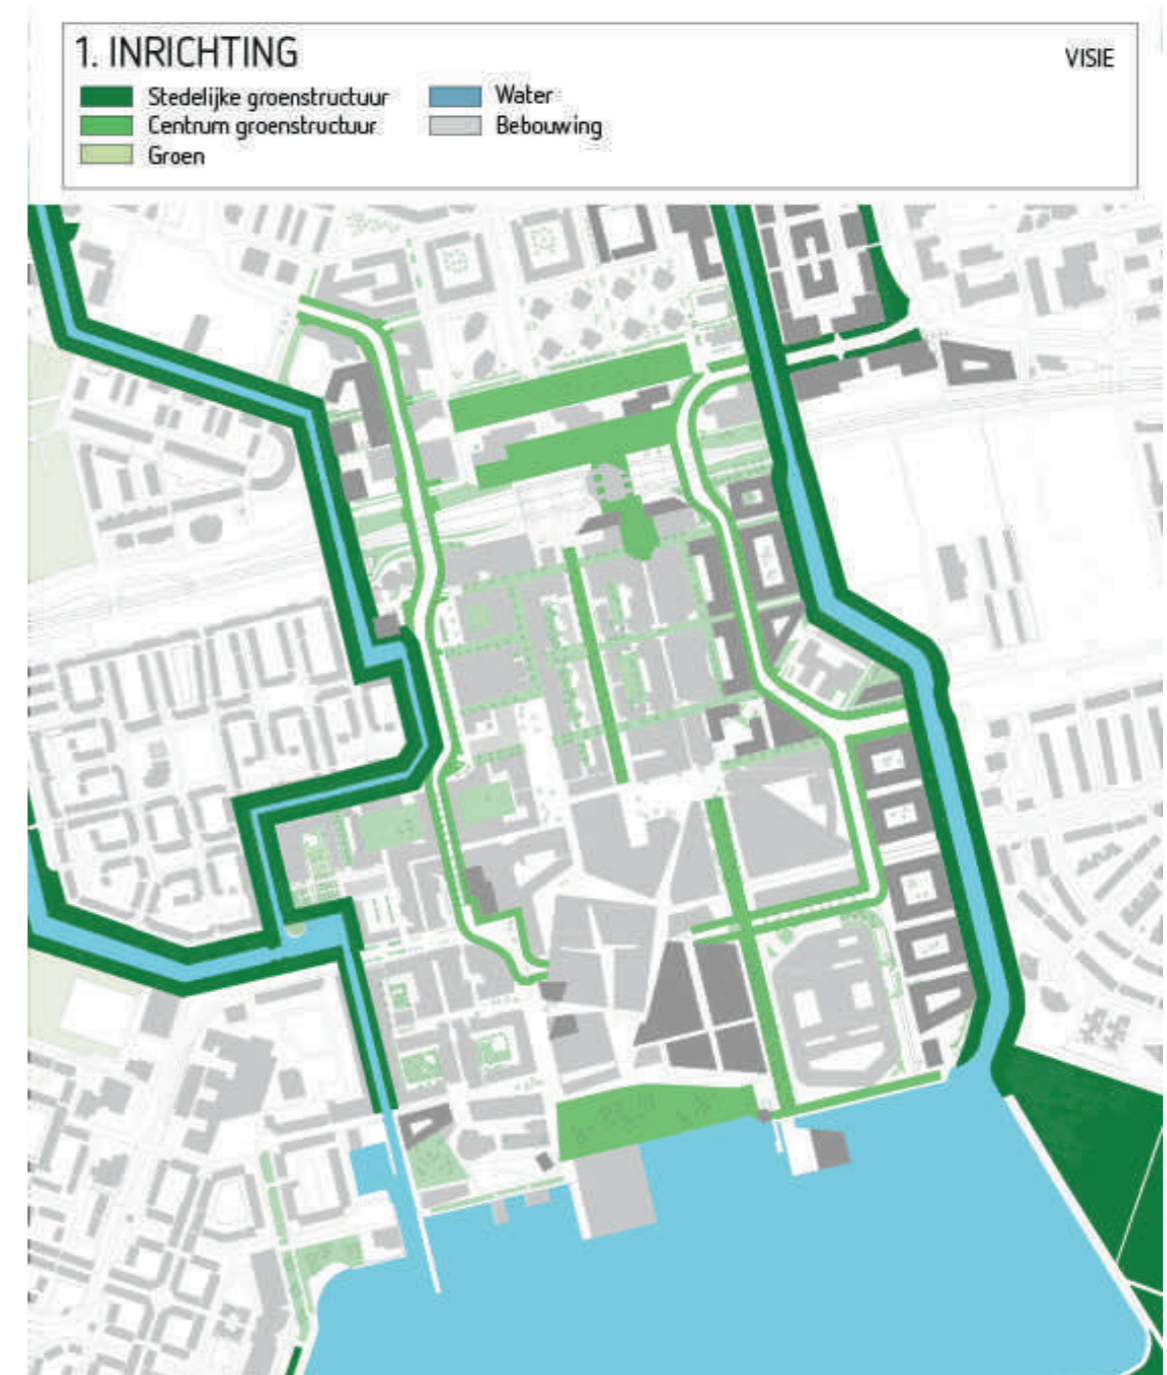 1. INRICHTING
VISIE
Stedelijke groenstructuur
Water
Centrum groenstructuur
Bebouwing
Groen